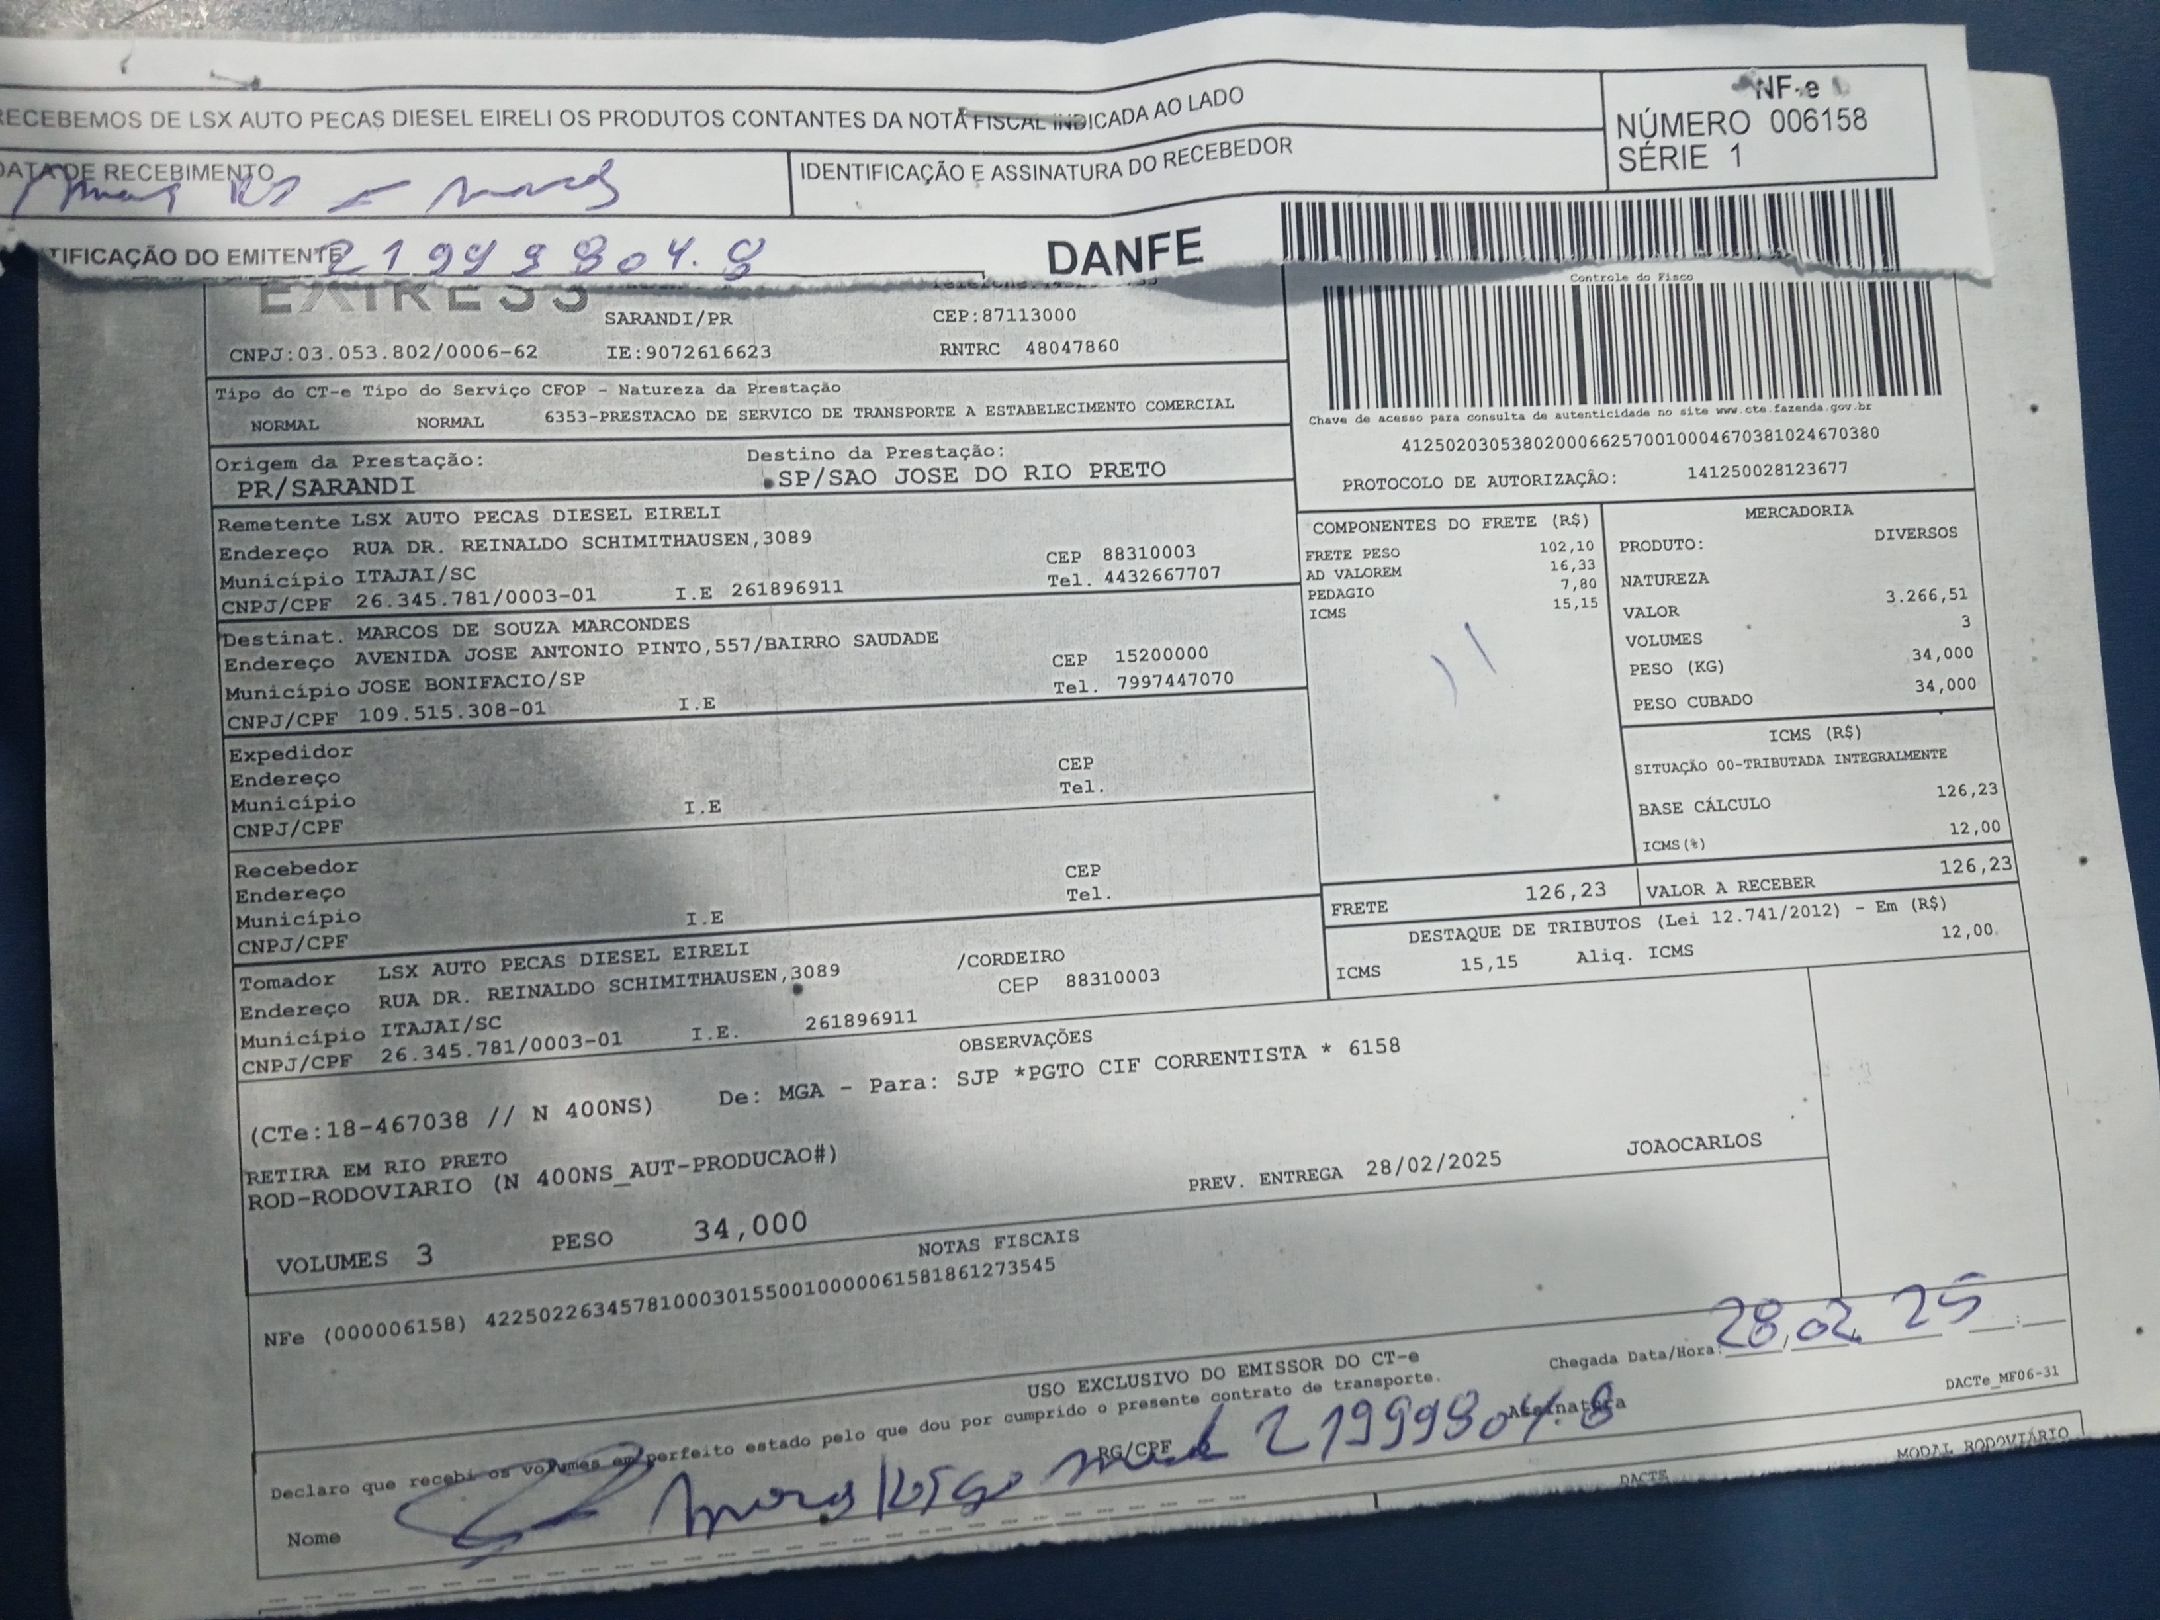 RECEBEMOS DE LSX AUTO PECAS DIESEL EIRELI OS PRODUTOS CONTANTES DA NOTA FISCAL INDICADA AO LADO
NF-e
NÚMERO 006158
SÉRIE 1
DATA DE RECEBIMENTO
IDENTIFICAÇÃO E ASSINATURA DO RECEBEDOR
TIFICAÇÃO DO EMITENTE
21999804.8
DANFE
Controle do Fisco
SARANDI/PR
CEP:87113000
CNPJ:03.053.802/0006-62
IE:9072616623
RNTRC 48047860
Tipo do CT-e Tipo do Serviço CFOP - Natureza da Prestação
NORMAL NORMAL 6353-PRESTACAO DE SERVICO DE TRANSPORTE A ESTABELECIMENTO COMERCIAL
Chave de acesso para consulta de autenticidade no site www.cte.fazenda.gov.br
41250203053802000662570010004670381024670380
PROTOCOLO DE AUTORIZAÇÃO: 141250028123677
Origem da Prestação:
PR/SARANDI
Destino da Prestação:
SP/SAO JOSE DO RIO PRETO
Remetente LSX AUTO PECAS DIESEL EIRELI
Endereço RUA DR. REINALDO SCHIMITHAUSEN,3089
Município ITAJAI/SC
CEP 88310003
CNPJ/CPF 26.345.781/0003-01 I.E 261896911
Tel. 4432667707
Destinat. MARCOS DE SOUZA MARCONDES
Endereço AVENIDA JOSE ANTONIO PINTO,557/BAIRRO SAUDADE
Município JOSE BONIFACIO/SP
CEP 15200000
CNPJ/CPF 109.515.308-01 I.E
Tel. 7997447070
Expedidor
Endereço CEP
Município Tel.
CNPJ/CPF I.E
Recebedor
Endereço CEP
Município Tel.
CNPJ/CPF I.E
Tomador LSX AUTO PECAS DIESEL EIRELI
Endereço RUA DR. REINALDO SCHIMITHAUSEN,3089 /CORDEIRO
Município ITAJAI/SC CEP 88310003
CNPJ/CPF 26.345.781/0003-01 I.E. 261896911
COMPONENTES DO FRETE (R$)
FRETE PESO 102,10
AD VALOREM 16,33
PEDAGIO 7,80
ICMS 15,15
MERCADORIA
PRODUTO: DIVERSOS
NATUREZA
VALOR 3.266,51
VOLUMES 3
PESO (KG) 34,000
PESO CUBADO 34,000
ICMS (R$)
SITUAÇÃO 00-TRIBUTADA INTEGRALMENTE
BASE CÁLCULO 126,23
ICMS(%) 12,00
FRETE 126,23
VALOR A RECEBER 126,23
DESTAQUE DE TRIBUTOS (Lei 12.741/2012) - Em (R$)
ICMS 15,15 Aliq. ICMS 12,00
OBSERVAÇÕES
(CTe:18-467038 // N 400NS) De: MGA - Para: SJP *PGTO CIF CORRENTISTA * 6158
RETIRA EM RIO PRETO
ROD-RODOVIARIO (N 400NS_AUT-PRODUCAO#)
PREV. ENTREGA 28/02/2025
JOAOCARLOS
VOLUMES 3 PESO 34,000
NOTAS FISCAIS
NFe (000006158) 42250226345781000301550010000061581861273545
USO EXCLUSIVO DO EMISSOR DO CT-e
Chegada Data/Hora: 28/02 25
DACTe_MF06-31
Declaro que recebi os volumes em perfeito estado pelo que dou por cumprido o presente contrato de transporte.
Nome
RG/CPF 21999804.8
Assinatura
DACTE
MODAL RODOVIÁRIO